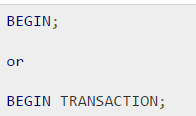 BEGIN;
or
BEGIN TRANSACTION;